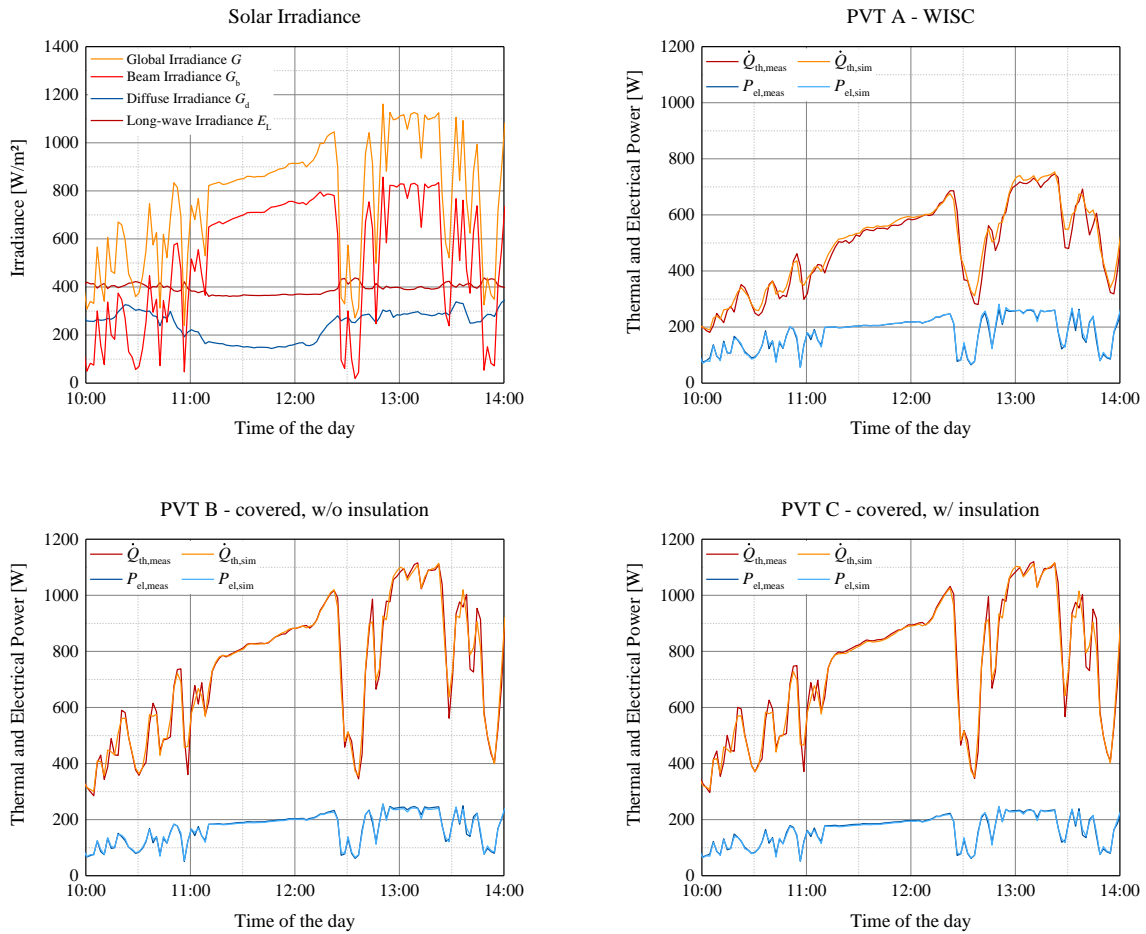 Solar Irradiance
1400
1200
1000
800
600
400
200
0
Irradiance [W/m²]
Global Irradiance G
Beam Irradiance G_b
Diffuse Irradiance G_d
Long-wave Irradiance E_L
10:00 11:00 12:00 13:00 14:00
Time of the day
PVT A - WISC
1200
1000
800
600
400
200
0
Thermal and Electrical Power [W]
Q̇_th,meas Q̇_th,sim
P_el,meas P_el,sim
10:00 11:00 12:00 13:00 14:00
Time of the day
PVT B - covered, w/o insulation
1200
1000
800
600
400
200
0
Thermal and Electrical Power [W]
Q̇_th,meas Q̇_th,sim
P_el,meas P_el,sim
10:00 11:00 12:00 13:00 14:00
Time of the day
PVT C - covered, w/ insulation
1200
1000
800
600
400
200
0
Thermal and Electrical Power [W]
Q̇_th,meas Q̇_th,sim
P_el,meas P_el,sim
10:00 11:00 12:00 13:00 14:00
Time of the day